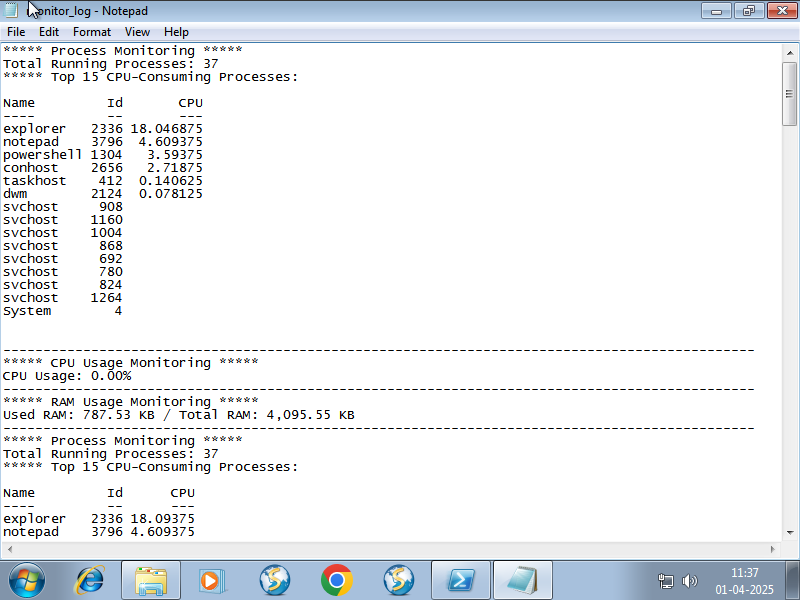 monitor_log - Notepad
File Edit Format View Help
***** Process Monitoring *****
Total Running Processes: 37
***** Top 15 CPU-Consuming Processes:
Name Id CPU
---- -- ---
explorer 2336 18.046875
notepad 3796 4.609375
powershell 1304 3.59375
conhost 2656 2.71875
taskhost 412 0.140625
dwm 2124 0.078125
svchost 908
svchost 1160
svchost 1004
svchost 868
svchost 692
svchost 780
svchost 824
svchost 1264
System 4
----------------------------------------------------------------------------------------------
***** CPU Usage Monitoring *****
CPU Usage: 0.00%
----------------------------------------------------------------------------------------------
***** RAM Usage Monitoring *****
Used RAM: 787.53 KB / Total RAM: 4,095.55 KB
----------------------------------------------------------------------------------------------
***** Process Monitoring *****
Total Running Processes: 37
***** Top 15 CPU-Consuming Processes:
Name Id CPU
---- -- ---
explorer 2336 18.09375
notepad 3796 4.609375
11:37
01-04-2025